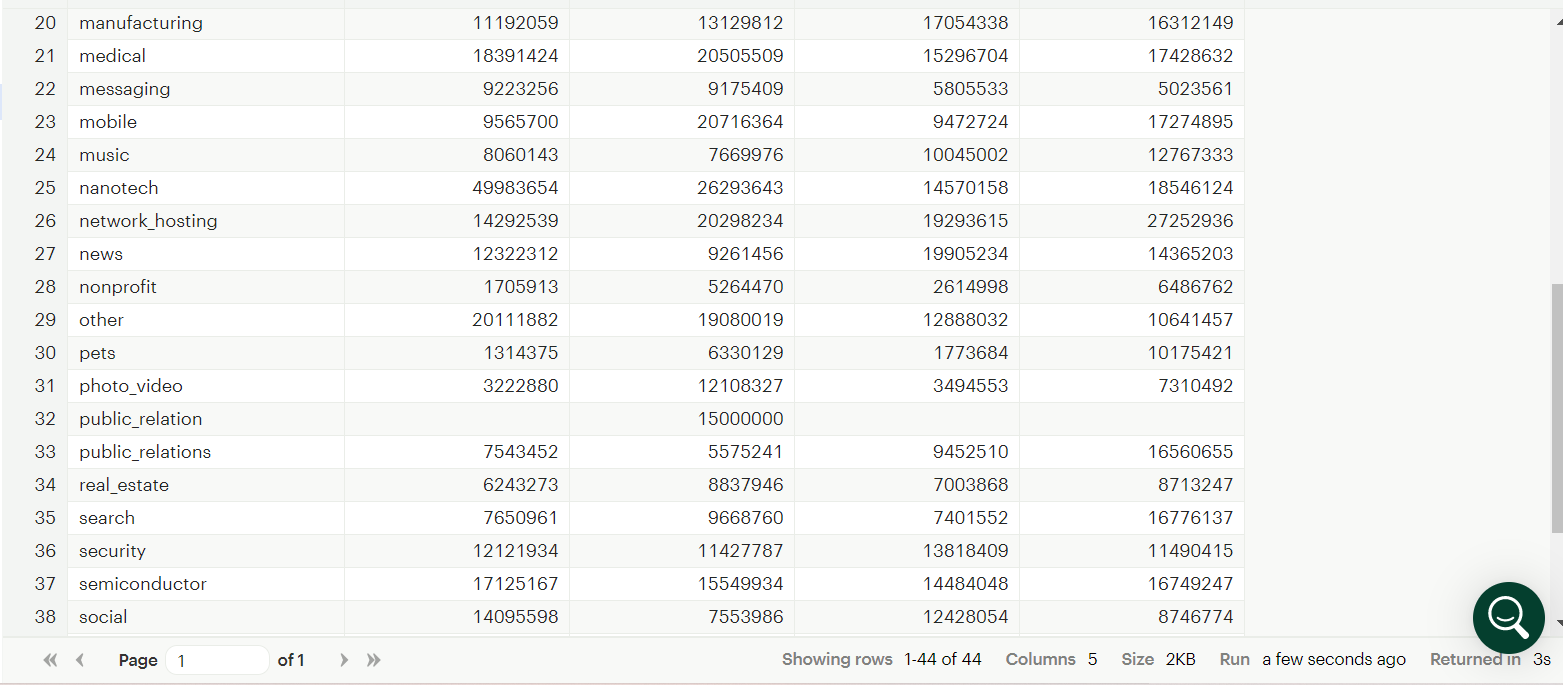 20 manufacturing 11192059 13129812 17054338 16312149
21 medical 18391424 20505509 15296704 17428632
22 messaging 9223256 9175409 5805533 5023561
23 mobile 9565700 20716364 9472724 17274895
24 music 8060143 7669976 10045002 12767333
25 nanotech 49983654 26293643 14570158 18546124
26 network_hosting 14292539 20298234 19293615 27252936
27 news 12322312 9261456 19905234 14365203
28 nonprofit 1705913 5264470 2614998 6486762
29 other 20111882 19080019 12888032 10641457
30 pets 1314375 6330129 1773684 10175421
31 photo_video 3222880 12108327 3494553 7310492
32 public_relation 15000000
33 public_relations 7543452 5575241 9452510 16560655
34 real_estate 6243273 8837946 7003868 8713247
35 search 7650961 9668760 7401552 16776137
36 security 12121934 11427787 13818409 11490415
37 semiconductor 17125167 15549934 14484048 16749247
38 social 14095598 7553986 12428054 8746774
Page 1 of 1 Showing rows 1-44 of 44 Columns 5 Size 2KB Run a few seconds ago Returned in 3s